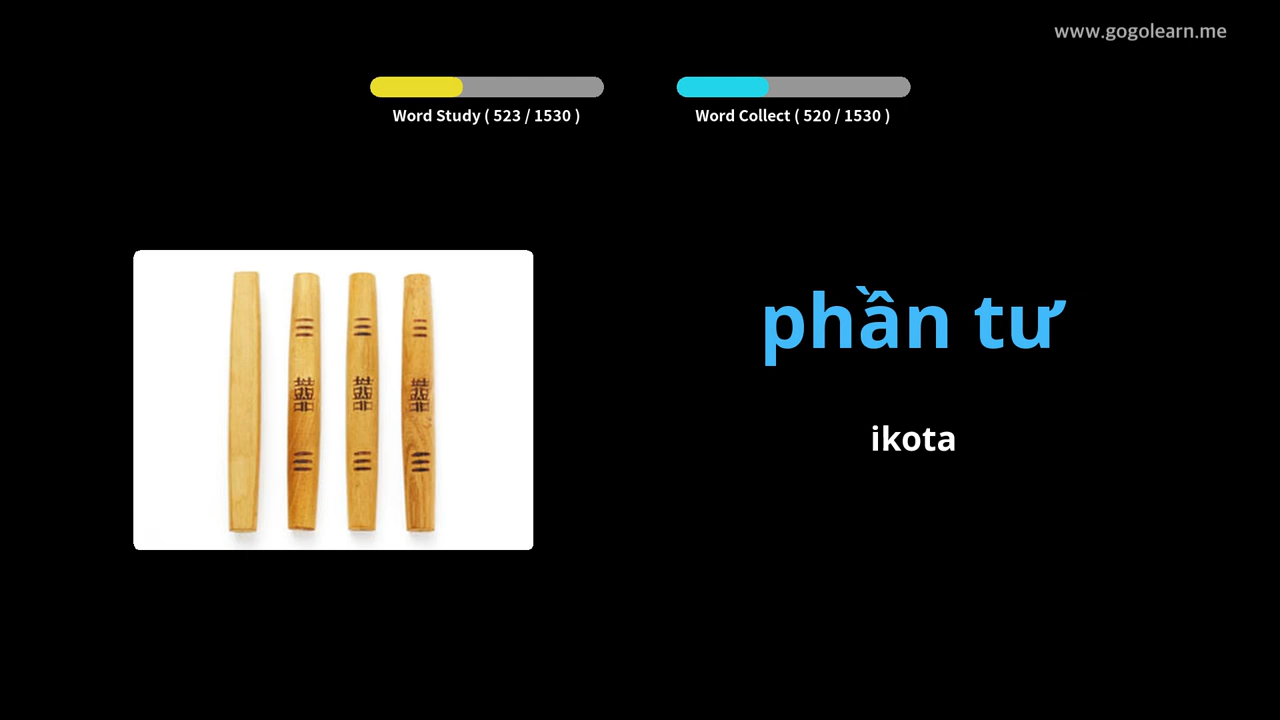 www.gogolearn.me
Word Study ( 523 / 1530 )
Word Collect ( 520 / 1530 )
phần tư
ikota